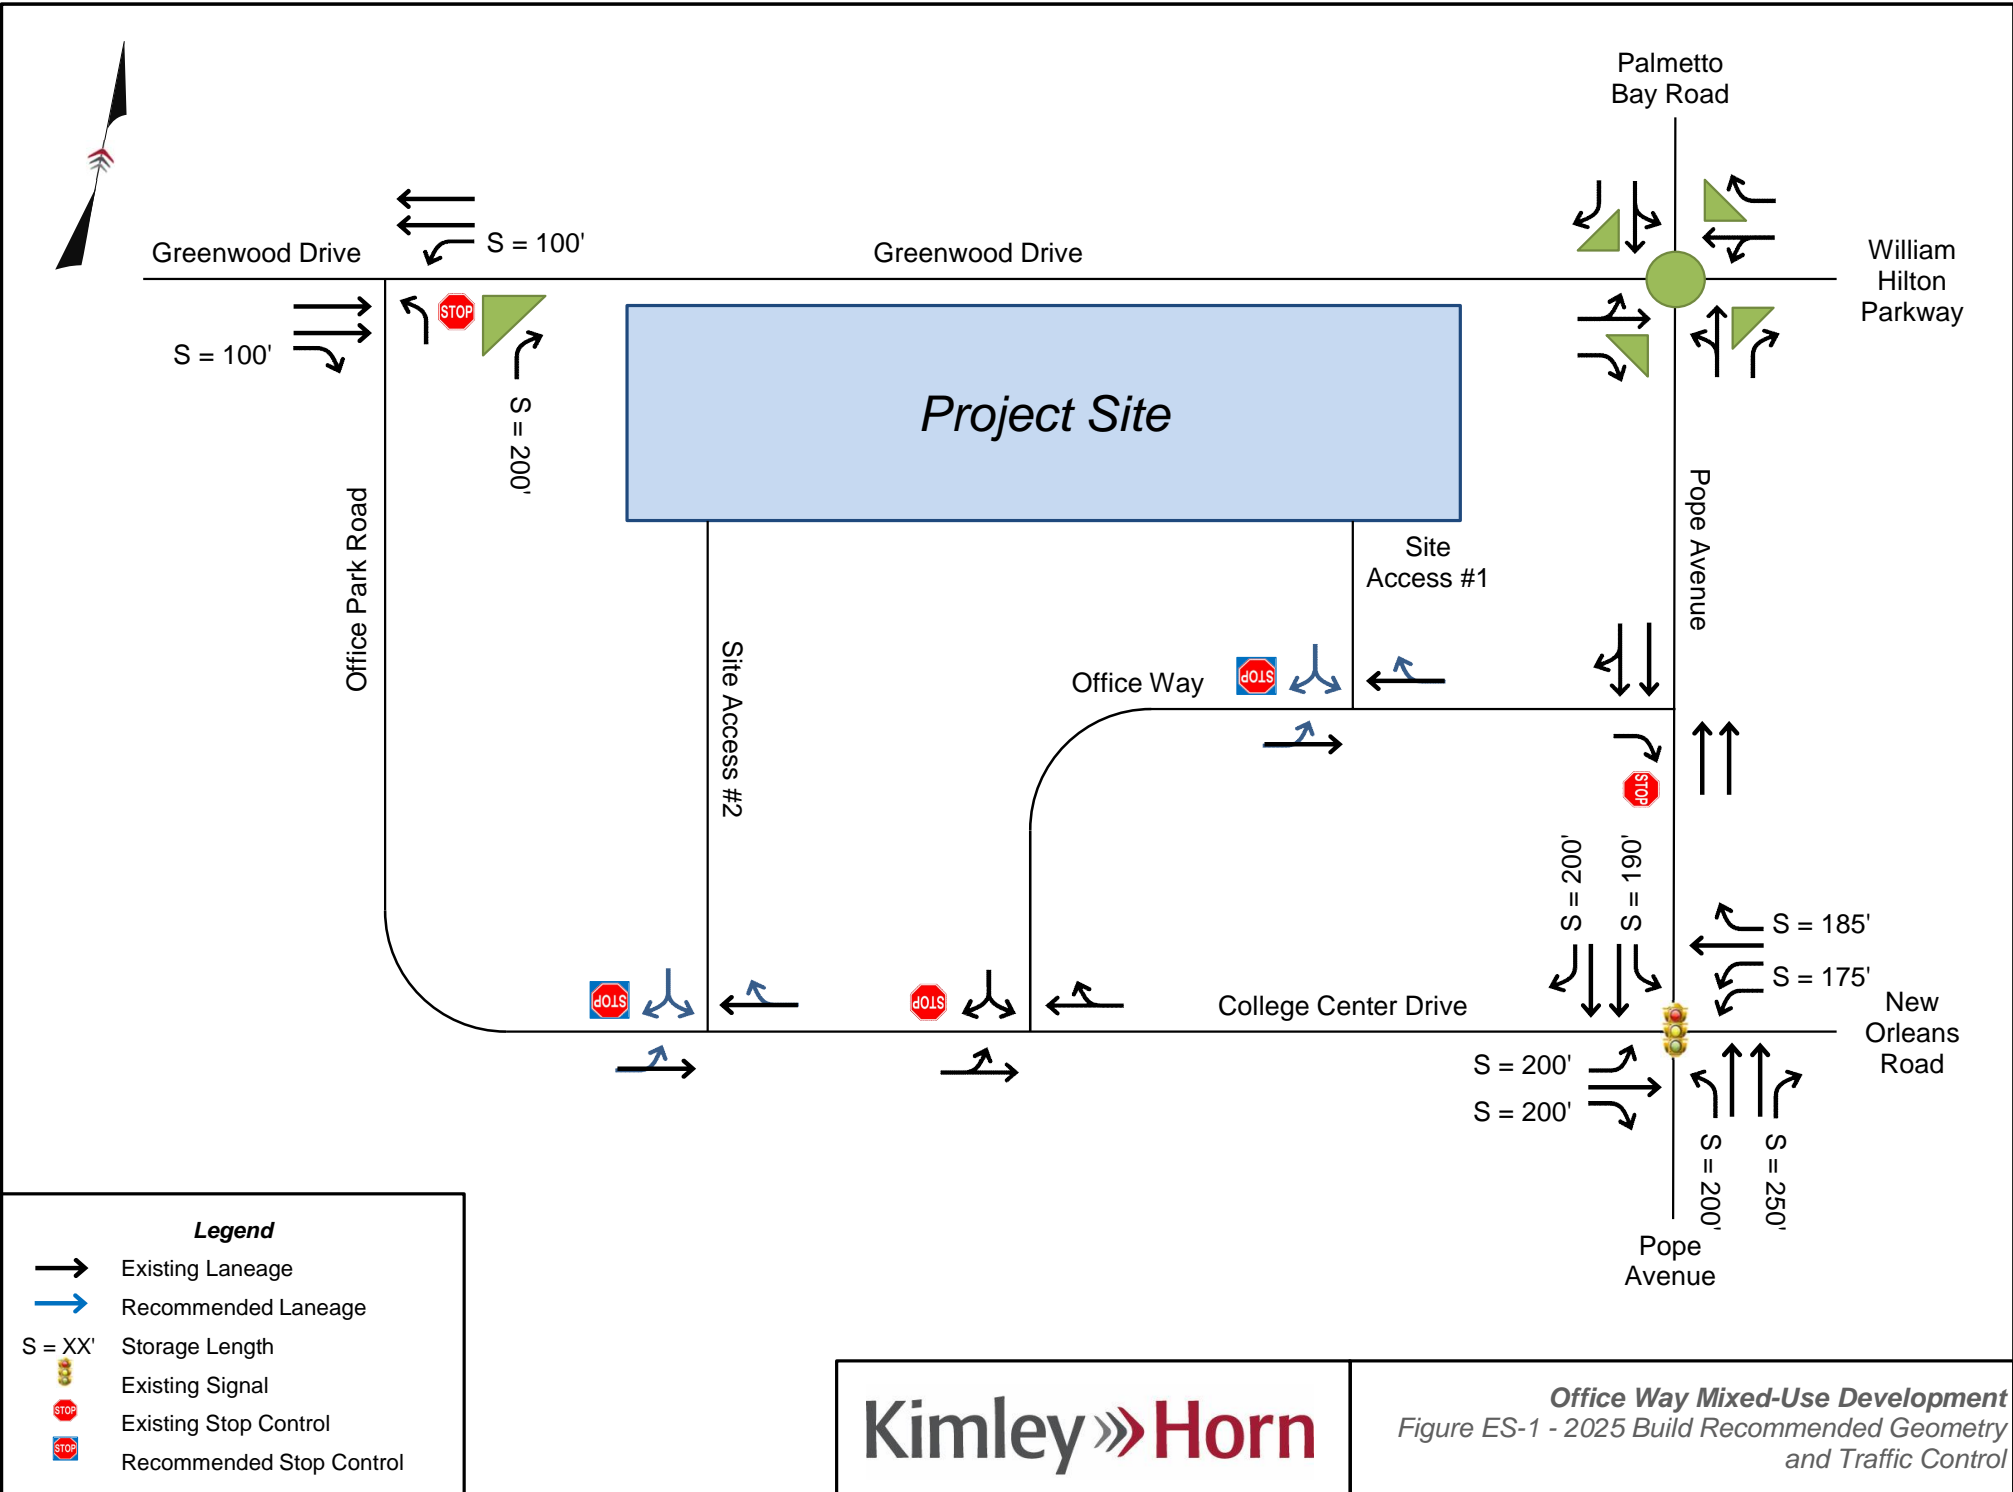 Palmetto
Bay Road
Greenwood Drive
S = 100'
Greenwood Drive
William
Hilton
Parkway
S = 100'
STOP
S = 200'
Project Site
Office Park Road
Pope Avenue
Site
Access #1
Site Access #2
Office Way
STOP
STOP
S = 200'
S = 190'
S = 185'
S = 175'
STOP
STOP
College Center Drive
New
Orleans
Road
S = 200'
S = 200'
S = 200'
S = 250'
Pope
Avenue
Legend
Existing Laneage
Recommended Laneage
S = XX' Storage Length
Existing Signal
STOP Existing Stop Control
STOP Recommended Stop Control
Kimley»Horn
Office Way Mixed-Use Development
Figure ES-1 - 2025 Build Recommended Geometry
and Traffic Control